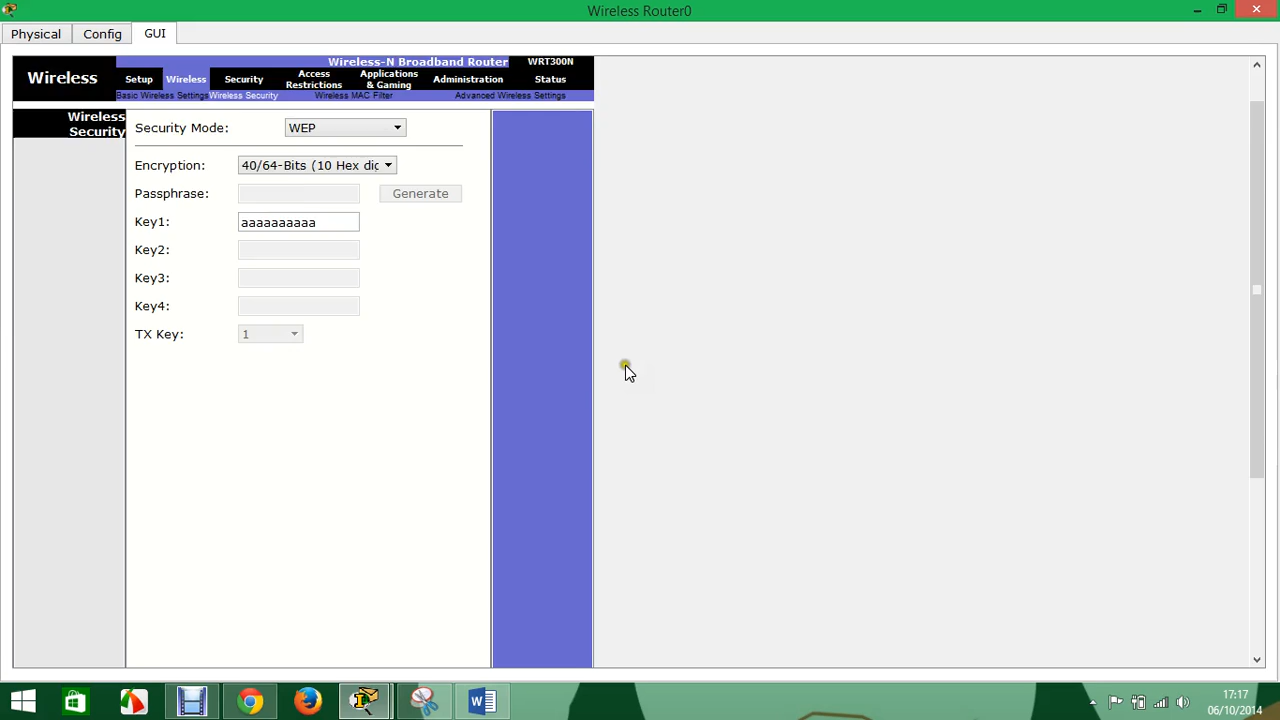 Wireless Router0
Physical Config GUI
Wireless-N Broadband Router WRT300N
Wireless
Setup Wireless Security Access Restrictions Applications & Gaming Administration Status
Basic Wireless Settings Wireless Security Wireless MAC Filter Advanced Wireless Settings
Wireless
Security
Security Mode: WEP
Encryption: 40/64-Bits (10 Hex dig
Passphrase: Generate
Key1: aaaaaaaaaa
Key2:
Key3:
Key4:
TX Key: 1
17:17
06/10/2014